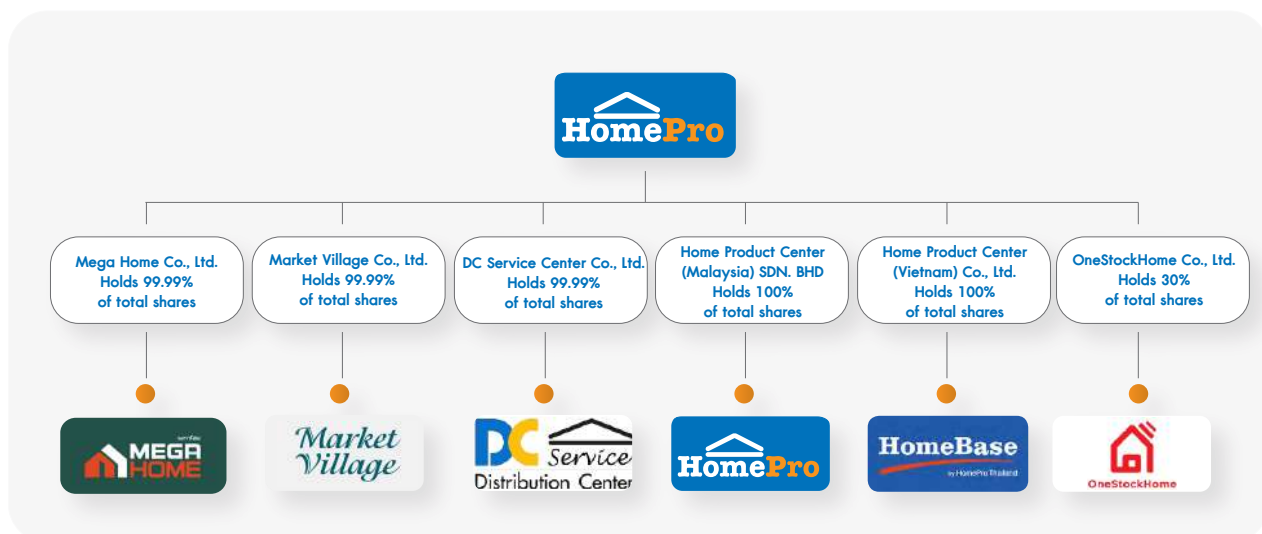 HomePro
Mega Home Co., Ltd.
Holds 99.99%
of total shares
Market Village Co., Ltd.
Holds 99.99%
of total shares
DC Service Center Co., Ltd.
Holds 99.99%
of total shares
Home Product Center
(Malaysia) SDN. BHD
Holds 100%
of total shares
Home Product Center
(Vietnam) Co., Ltd.
Holds 100%
of total shares
OneStockHome Co., Ltd.
Holds 30%
of total shares
MEGA
HOME
Market
Village
DC Service
Distribution Center
HomePro
HomeBase
by HomePro Thailand
OneStockHome